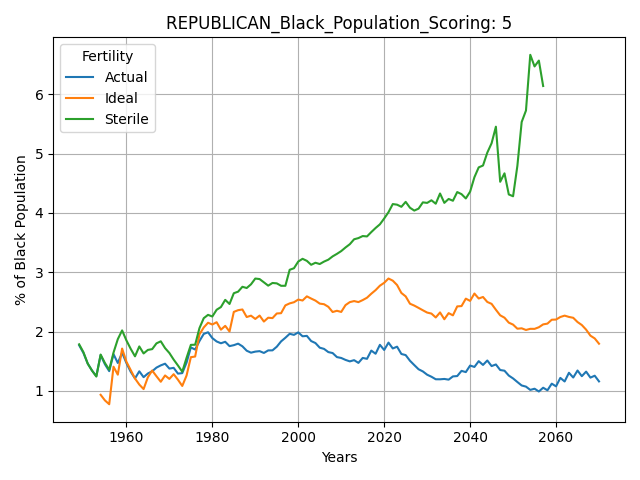 REPUBLICAN_Black_Population_Scoring: 5
Fertility
Actual
Ideal
Sterile
% of Black Population
6
5
4
3
2
1
1960 1980 2000 2020 2040 2060
Years